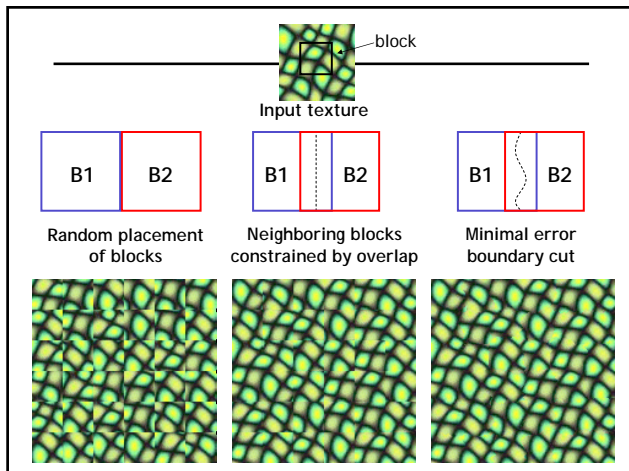 block
Input texture
B1
B2
B1
B2
B1
B2
Random placement
of blocks
Neighboring blocks
constrained by overlap
Minimal error
boundary cut